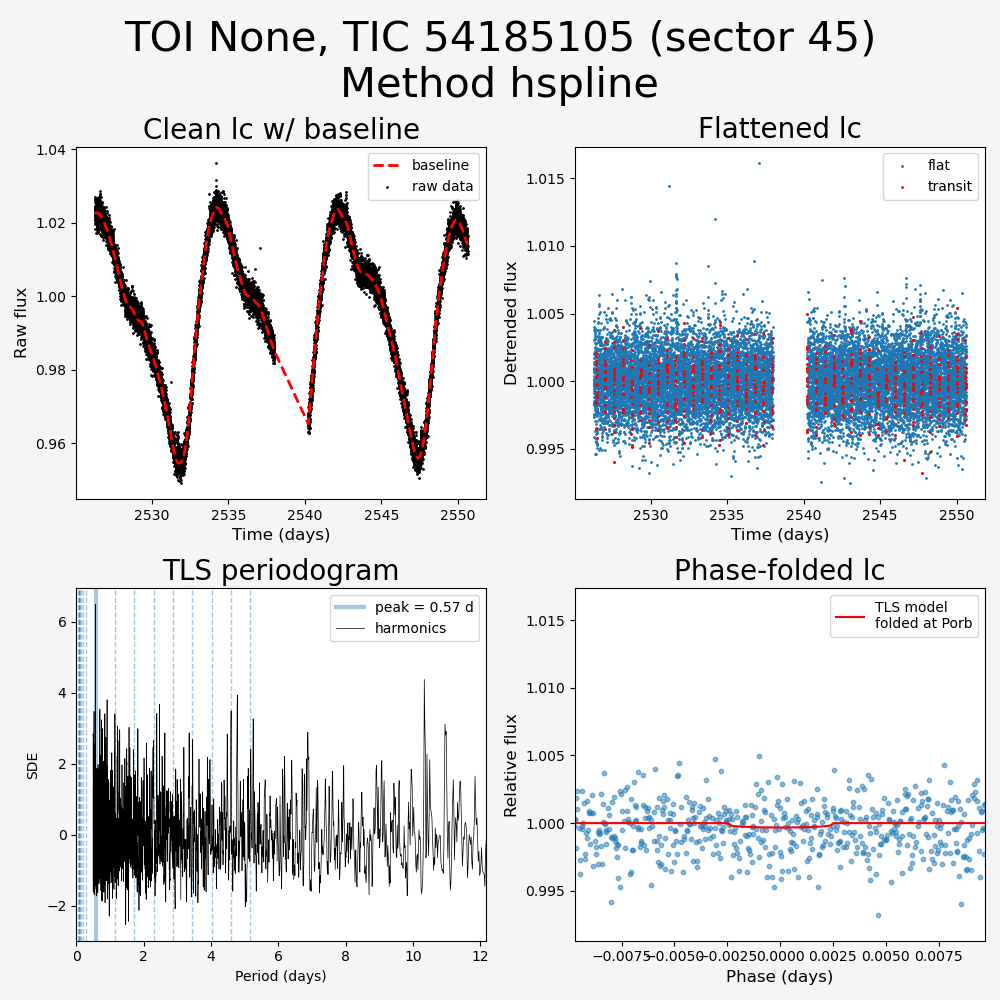 TOI None, TIC 54185105 (sector 45)
Method hspline
Clean lc w/ baseline
Raw flux
1.04
1.02
1.00
0.98
0.96
baseline
raw data
2530
2535
2540
2545
2550
Time (days)
Flattened lc
Detrended flux
1.015
1.010
1.005
1.000
0.995
flat
transit
2530
2535
2540
2545
2550
Time (days)
TLS periodogram
SDE
6
4
2
0
−2
peak = 0.57 d
harmonics
0
2
4
6
8
10
12
Period (days)
Phase-folded lc
Relative flux
1.015
1.010
1.005
1.000
0.995
TLS model
folded at Porb
−0.0075
−0.0050
−0.0025
0.0000
0.0025
0.0050
0.0075
Phase (days)